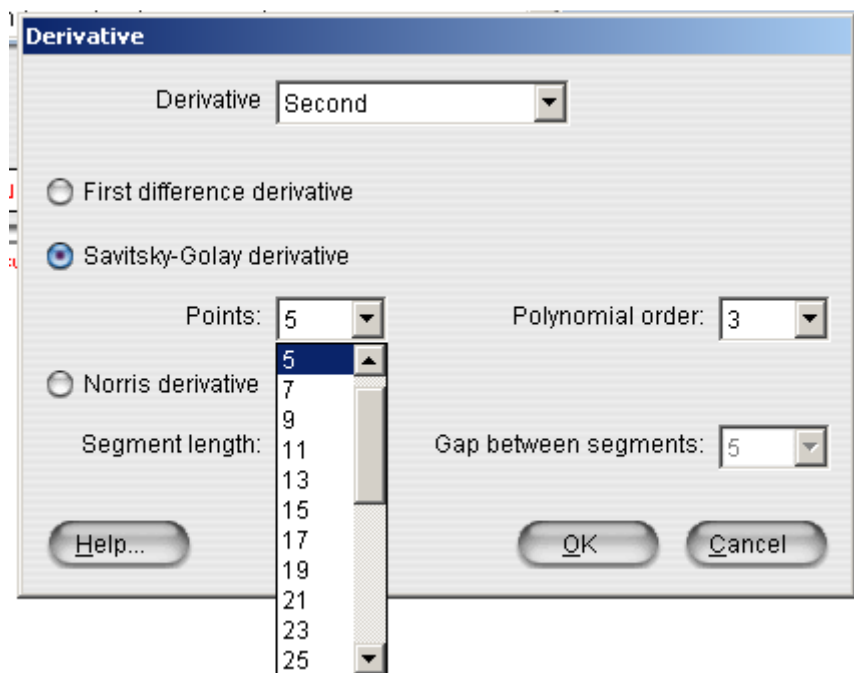 Derivative
Derivative Second
First difference derivative
Savitsky-Golay derivative
Points: 5 Polynomial order: 3
5
Norris derivative
7
9
Segment length: 11 Gap between segments: 5
13
15
Help... 17 OK Cancel
19
21
23
25